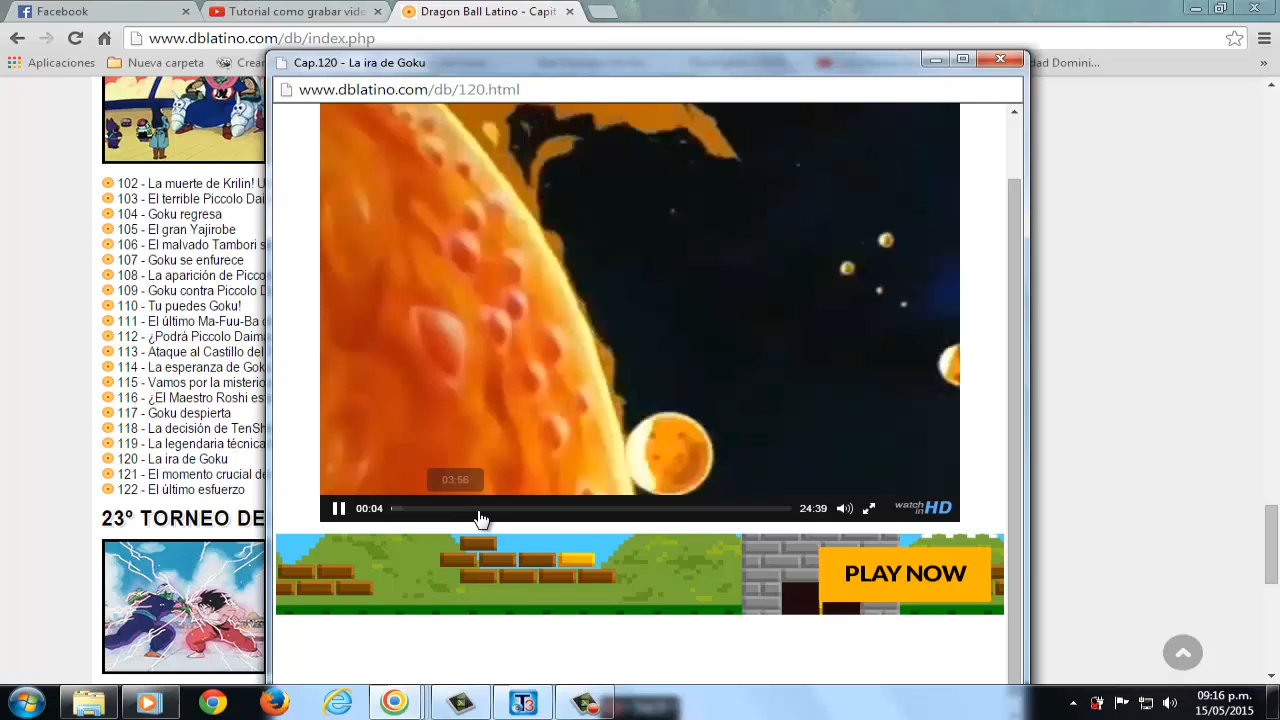 Facebook
Tutorial como grabar vide
Dragon Ball Latino - Capit
www.dblatino.com/db/index.php
Aplicaciones
Nueva carpeta
Crean
dad Domini...
»
p.120 - La ira de Goku
www.dblatino.com/db/120.html
102 - La muerte de Krilin! U
103 - El terrible Piccolo Dai
104 - Goku regresa
105 - El gran Yajirobe
106 - El malvado Tambori s
107 - Goku se enfurece
108 - La aparición de Picco
109 - Goku contra Piccolo D
110 - Tu puedes Goku!
111 - El último Ma-Fuu-Ba
112 - ¿Podrá Piccolo Daim
113 - Ataque al Castillo del
114 - La esperanza de Gok
115 - Vamos por la misterio
116 - ¿El Maestro Roshi es
117 - Goku despierta
118 - La decisión de TenSh
119 - La legendaria técnica
120 - La ira de Goku
121 - El momento crucial de
122 - El último esfuerzo
23º TORNEO DE
03:56
00:04
24:39
watch in HD
PLAY NOW
09:16 p.m.
15/05/2015